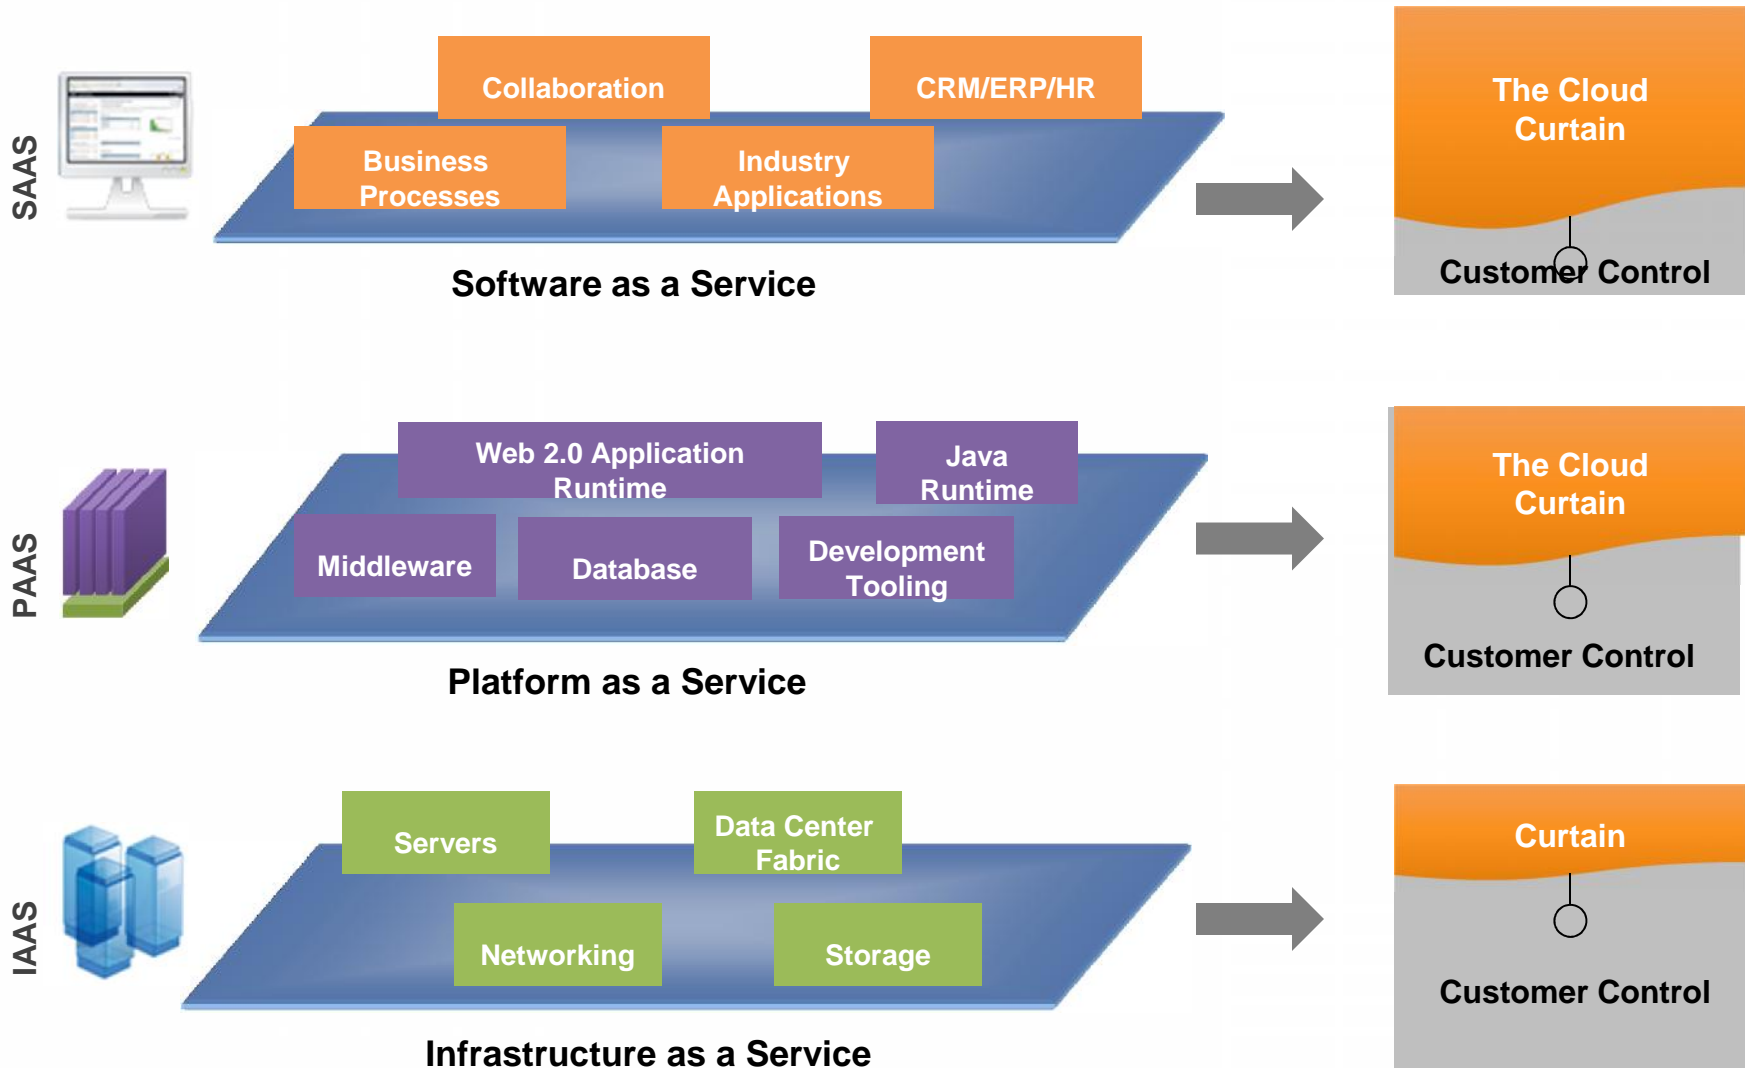 SAAS
Collaboration
CRM/ERP/HR
Business
Processes
Industry
Applications
Software as a Service
The Cloud
Curtain
Customer Control
PAAS
Web 2.0 Application
Runtime
Java
Runtime
Middleware
Database
Development
Tooling
Platform as a Service
The Cloud
Curtain
Customer Control
IAAS
Servers
Data Center
Fabric
Networking
Storage
Infrastructure as a Service
Curtain
Customer Control